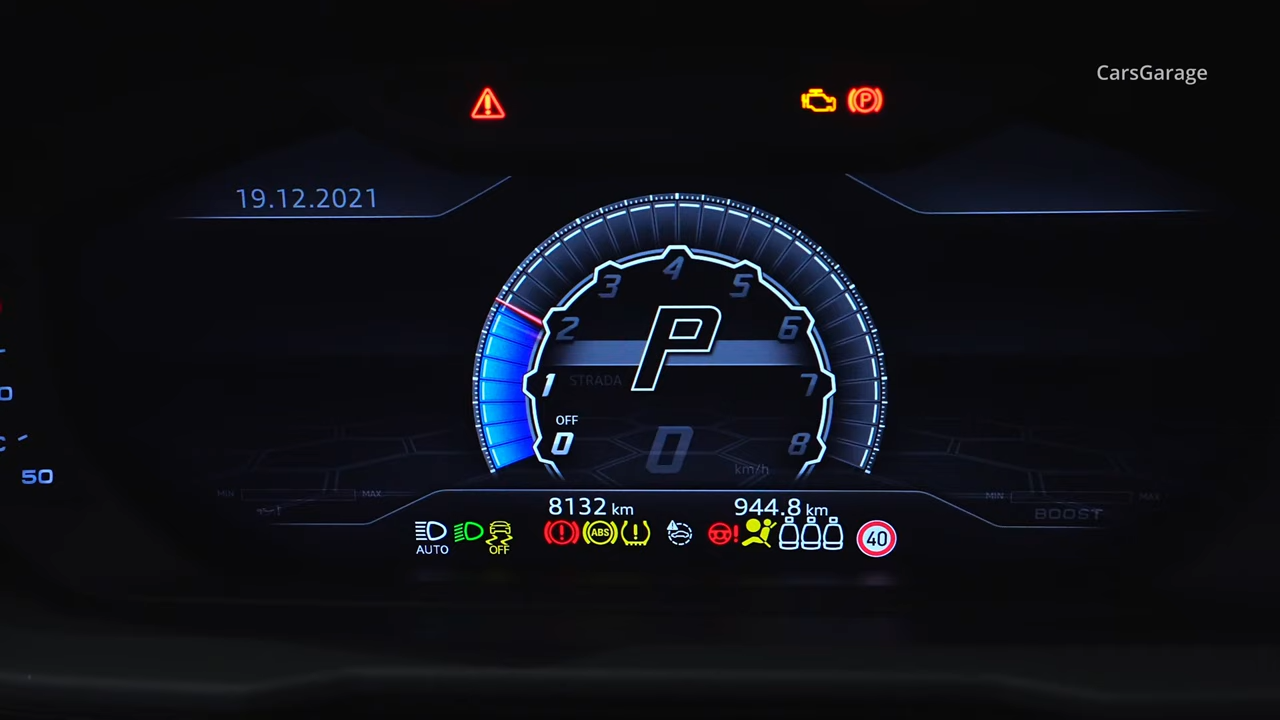 CarsGarage
P
19.12.2021
4
3
5
2
6
P
STRADA
1
7
OFF
0
0
8
km/h
50
MIN
MAX
MIN
MAX
BOOST
8132 km
944.8 km
AUTO
OFF
ABS
40